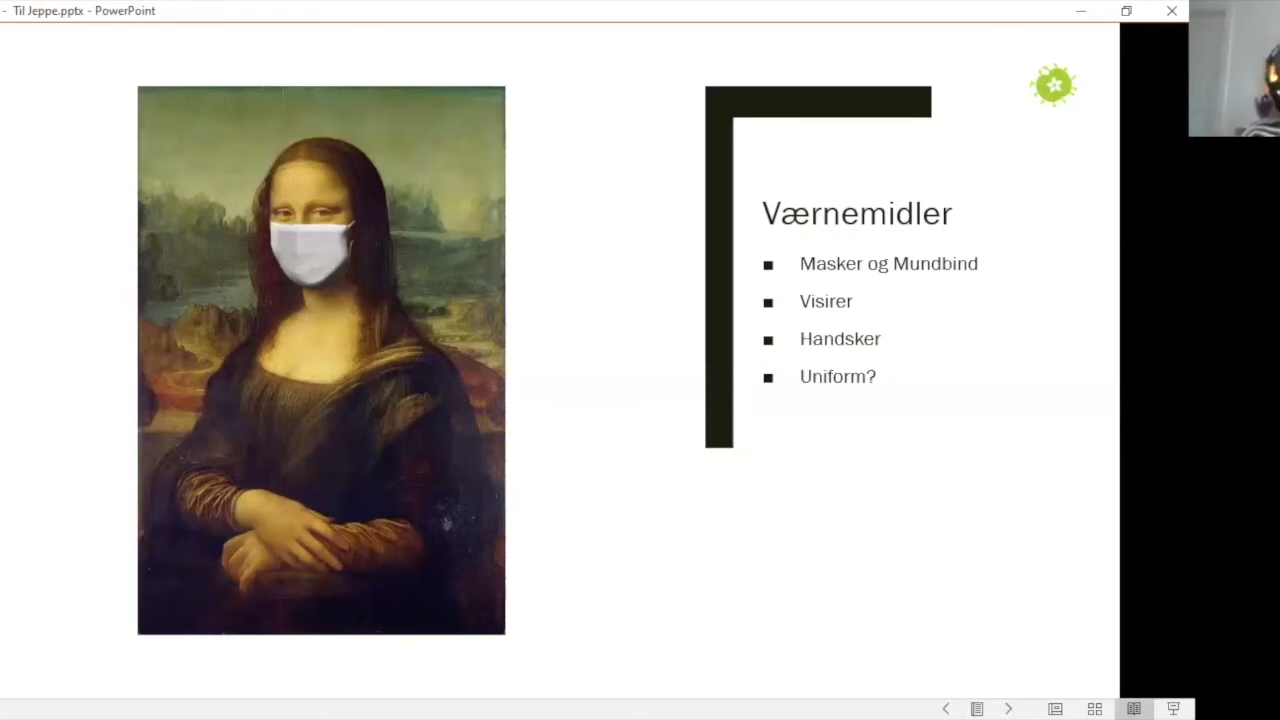 - Til Jeppe.pptx - PowerPoint
Værnemidler
Masker og Mundbind
Visirer
Handsker
Uniform?